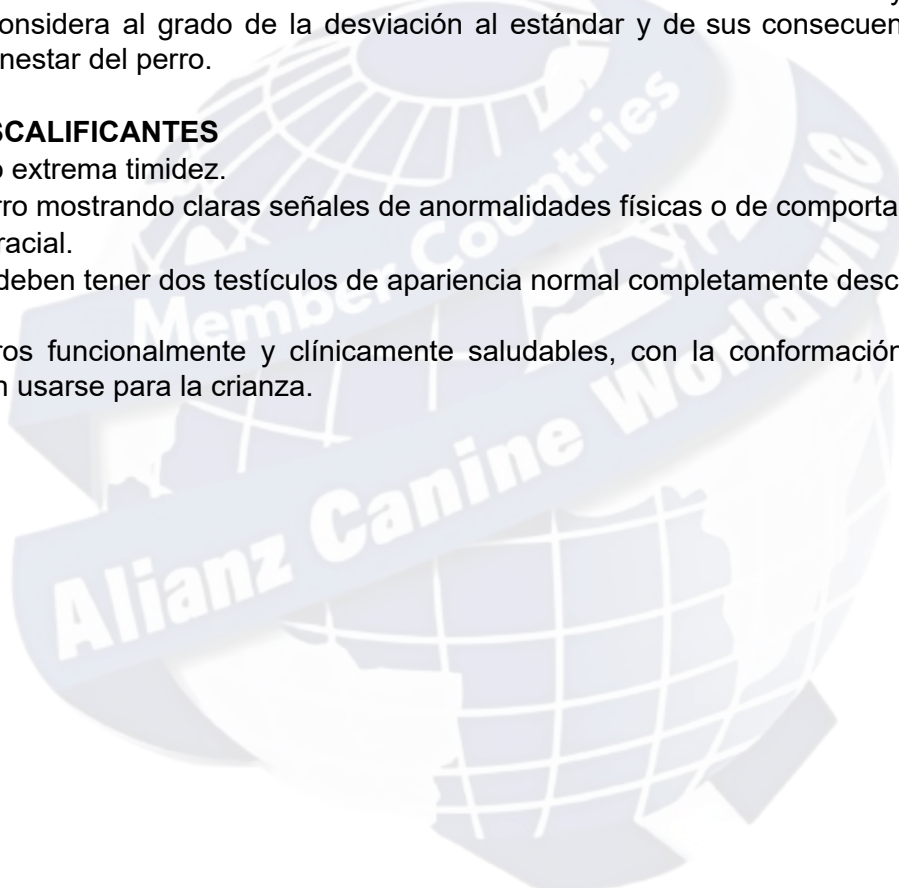 onsidera al grado de la desviación al estándar y de sus consecuen
nestar del perro.
SCALIFICANTES
o extrema timidez.
rro mostrando claras señales de anormalidades físicas o de comporta
racial.
deben tener dos testículos de apariencia normal completamente desc
ros funcionalmente y clínicamente saludables, con la conformación
n usarse para la crianza.
Member Countries
Alianz Canine Worldwide